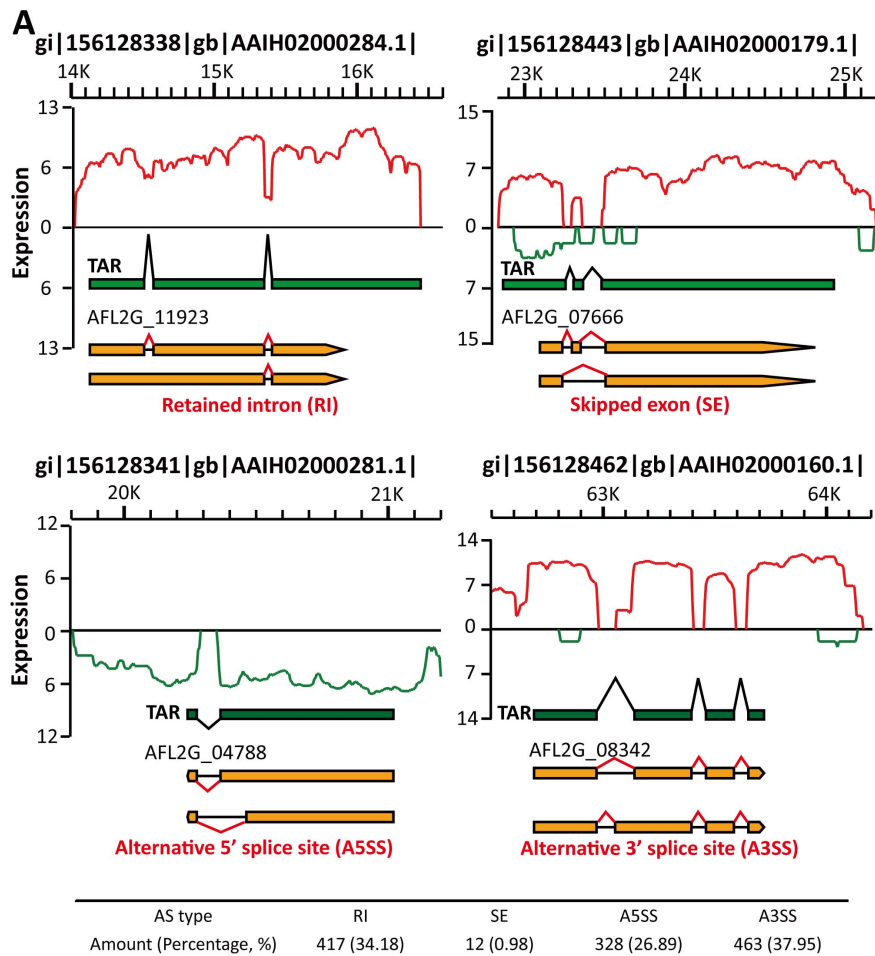 A
gi|156128338|gb|AAIH02000284.1|
14K 15K 16K
13
6
0
6
13
Expression
TAR
AFL2G_11923
Retained intron (RI)
gi|156128443|gb|AAIH02000179.1|
23K 24K 25K
15
7
0
7
15
TAR
AFL2G_07666
Skipped exon (SE)
gi|156128341|gb|AAIH02000281.1|
20K 21K
12
6
0
6
12
Expression
TAR
AFL2G_04788
Alternative 5’ splice site (A5SS)
gi|156128462|gb|AAIH02000160.1|
63K 64K
14
7
0
7
14
TAR
AFL2G_08342
Alternative 3’ splice site (A3SS)
AS type RI SE A5SS A3SS
Amount (Percentage, %) 417 (34.18) 12 (0.98) 328 (26.89) 463 (37.95)